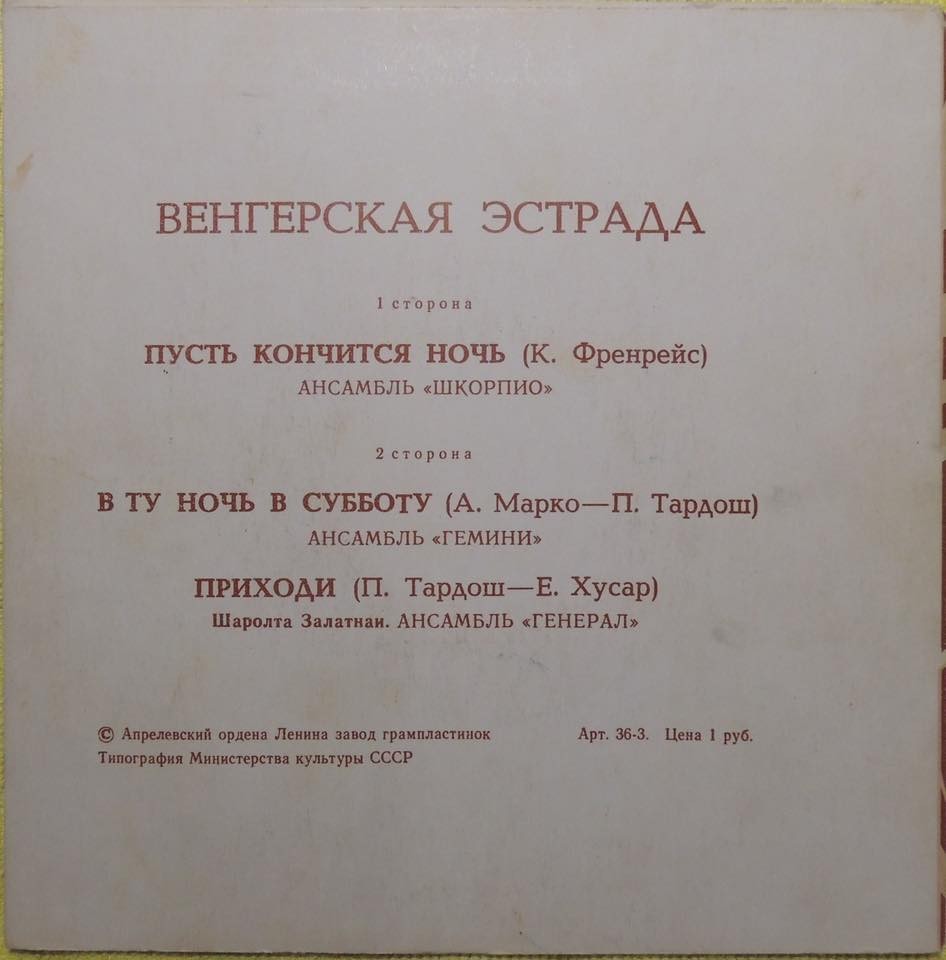 ВЕНГЕРСКАЯ ЭСТРАДА
1 сторона
ПУСТЬ КОНЧИТСЯ НОЧЬ (К. Френрейс)
АНСАМБЛЬ «ШКОРПИО»
2 сторона
В ТУ НОЧЬ В СУББОТУ (А. Марко—П. Тардош)
АНСАМБЛЬ «ГЕМИНИ»
ПРИХОДИ (П. Тардош—Е. Хусар)
Шаролта Залатнаи. АНСАМБЛЬ «ГЕНЕРАЛ»
© Апрелевский ордена Ленина завод грампластинок Арт. 36-3. Цена 1 руб.
Типография Министерства культуры СССР